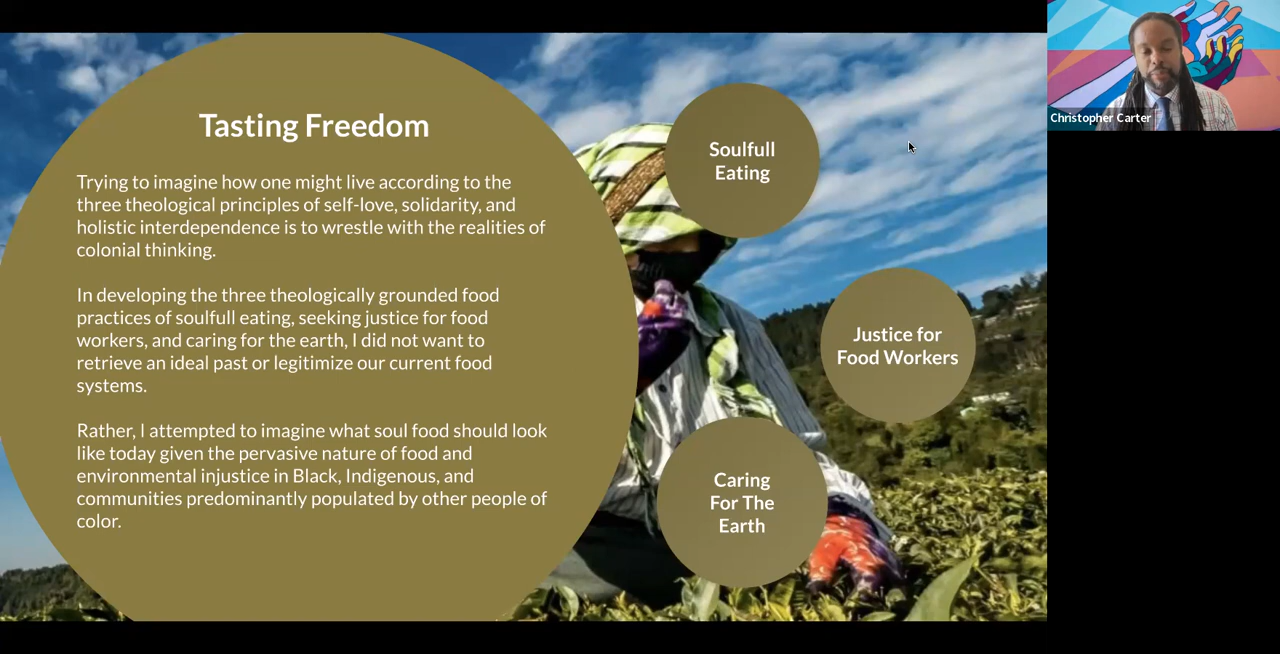 Tasting Freedom
Trying to imagine how one might live according to the
three theological principles of self-love, solidarity, and
holistic interdependence is to wrestle with the realities of
colonial thinking.
In developing the three theologically grounded food
practices of soulfull eating, seeking justice for food
workers, and caring for the earth, I did not want to
retrieve an ideal past or legitimize our current food
systems.
Rather, I attempted to imagine what soul food should look
like today given the pervasive nature of food and
environmental injustice in Black, Indigenous, and
communities predominantly populated by other people of
color.
Soulfull
Eating
Justice for
Food Workers
Caring
For The
Earth
Christopher Carter